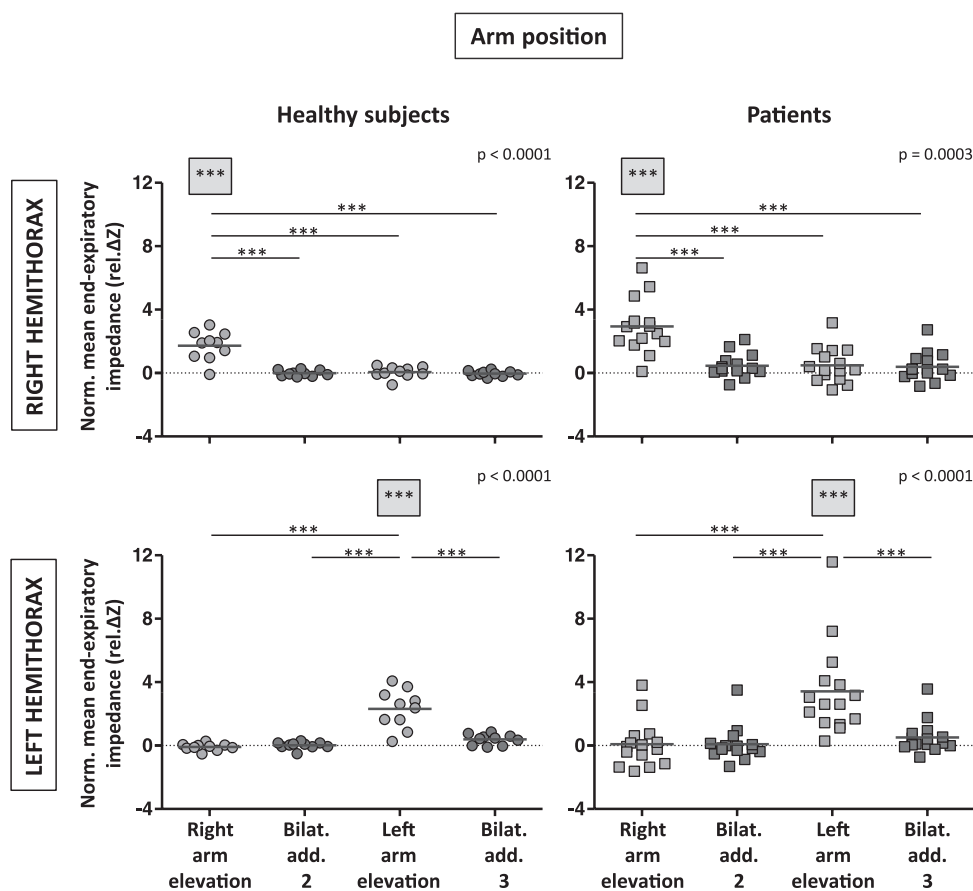 Arm position
Healthy subjects
Patients
RIGHT HEMITHORAX
Norm. mean end-expiratory
impedance (rel.ΔZ)
p < 0.0001
***
12
8
4
0
-4
***
***
***
p = 0.0003
***
12
8
4
0
-4
***
***
***
LEFT HEMITHORAX
Norm. mean end-expiratory
impedance (rel.ΔZ)
p < 0.0001
***
12
8
4
0
-4
***
***
***
p < 0.0001
***
12
8
4
0
-4
***
***
***
Right
arm
elevation
Bilat.
add.
2
Left
arm
elevation
Bilat.
add.
3
Right
arm
elevation
Bilat.
add.
2
Left
arm
elevation
Bilat.
add.
3